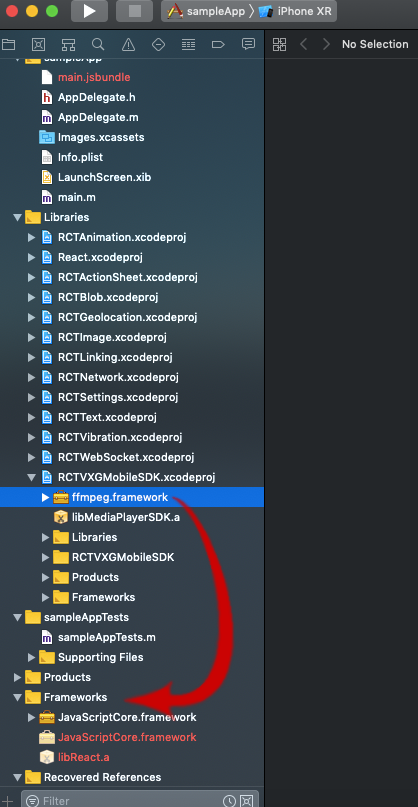 sampleApp
iPhone XR
No Selection
sampleApp
main.jsbundle
AppDelegate.h
AppDelegate.m
Images.xcassets
Info.plist
LaunchScreen.xib
main.m
Libraries
RCTAnimation.xcodeproj
React.xcodeproj
RCTActionSheet.xcodeproj
RCTBlob.xcodeproj
RCTGeolocation.xcodeproj
RCTImage.xcodeproj
RCTLinking.xcodeproj
RCTNetwork.xcodeproj
RCTSettings.xcodeproj
RCTText.xcodeproj
RCTVibration.xcodeproj
RCTWebSocket.xcodeproj
RCTVXGMobileSDK.xcodeproj
ffmpeg.framework
libMediaPlayerSDK.a
Libraries
RCTVXGMobileSDK
Products
Frameworks
sampleAppTests
sampleAppTests.m
Supporting Files
Products
Frameworks
JavaScriptCore.framework
JavaScriptCore.framework
libReact.a
Recovered References
Filter